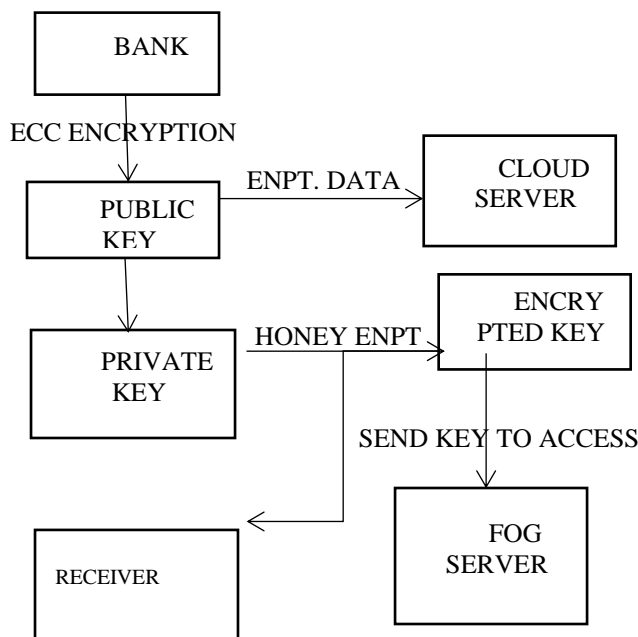 BANK
ECC ENCRYPTION
PUBLIC
KEY
ENPT. DATA
CLOUD
SERVER
PRIVATE
KEY
HONEY ENPT
ENCRY
PTED KEY
SEND KEY TO ACCESS
FOG
SERVER
RECEIVER